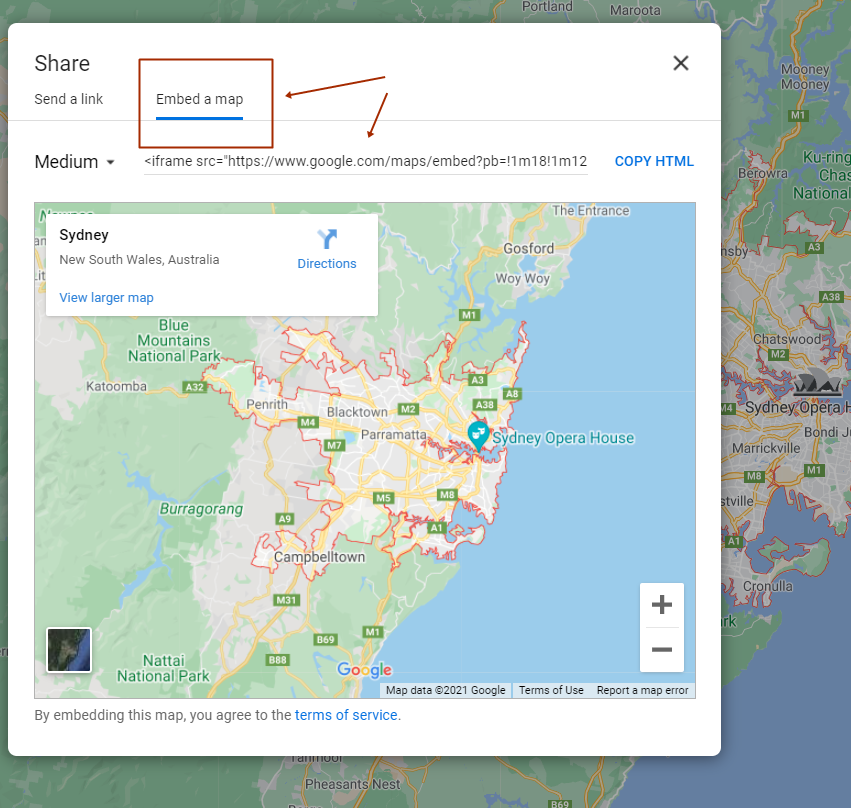 Portland
Maroota
Share
Send a link
Embed a map
Mooney
Mooney
M1
Medium
<iframe src="https://www.google.com/maps/embed?pb=!1m18!1m12
COPY HTML
Berowra
Sydney
New South Wales, Australia
Directions
View larger map
The Entrance
Gosford
Woy Woy
M1
A3
A38
Blue
Mountains
National Park
Katoomba
A32
Penrith
Blacktown
M2
A3
A38
A8
M4
Parramatta
M7
Sydney Opera House
Chatswood
M2
M4
Marrickville
M8
M1
A1
Cronulla
Burragorang
M5
M8
A9
A1
Campbelltown
M31
B69
M1
B88
Nattai
National Park
Google
Map data ©2021 Google
Terms of Use
Report a map error
By embedding this map, you agree to the terms of service.
Pheasants Nest
B69